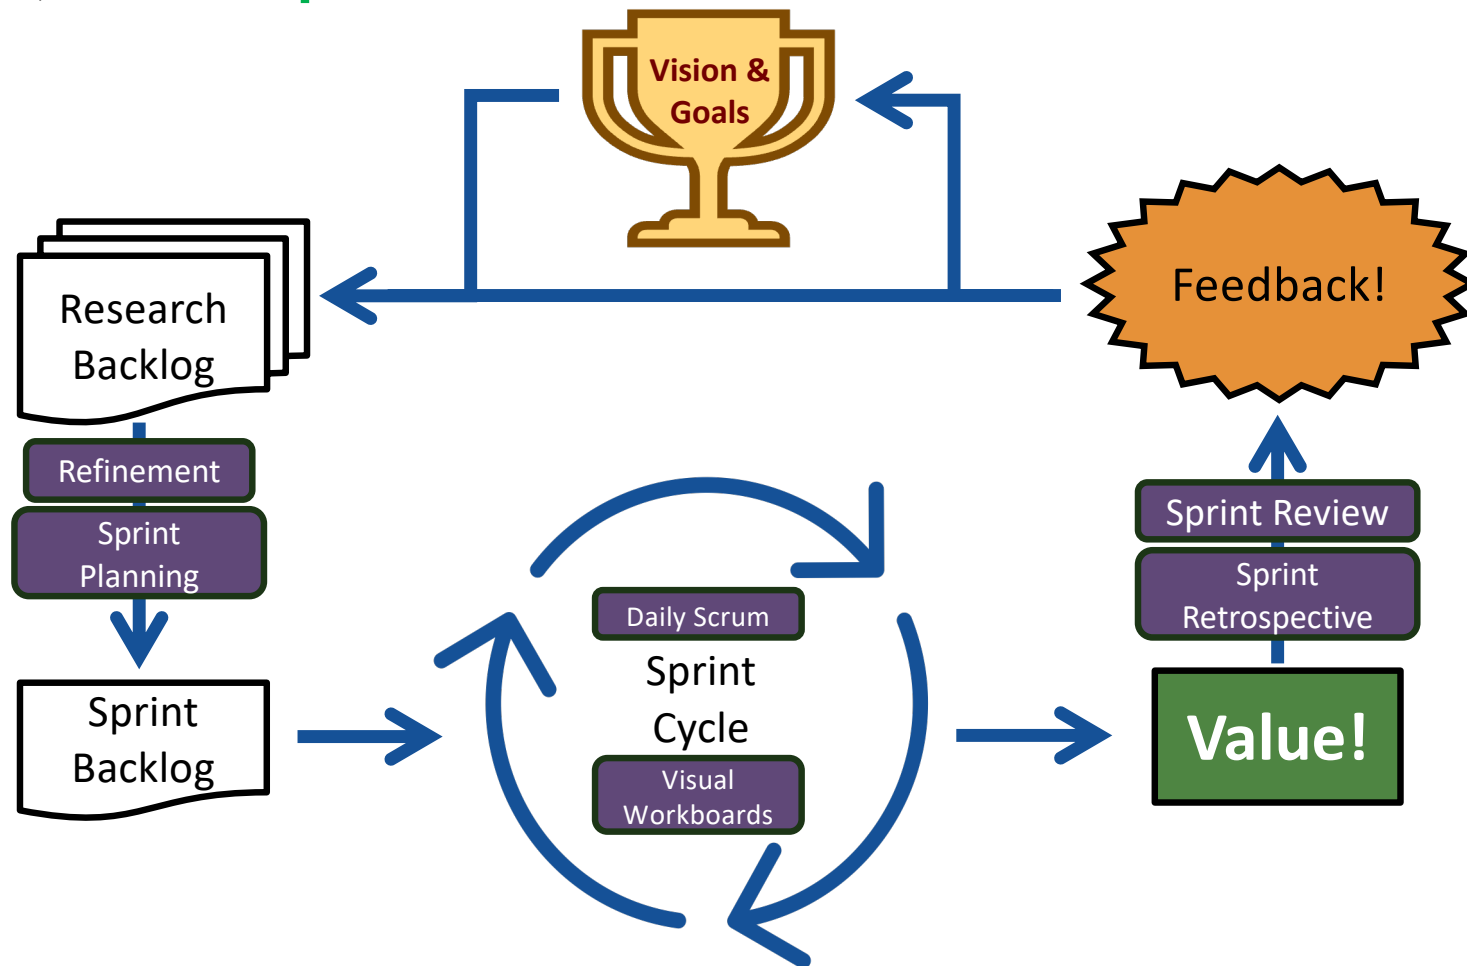 Vision &
Goals
Feedback!
Research
Backlog
Refinement
Sprint
Planning
Sprint
Backlog
Daily Scrum
Sprint
Cycle
Visual
Workboards
Sprint Review
Sprint
Retrospective
Value!